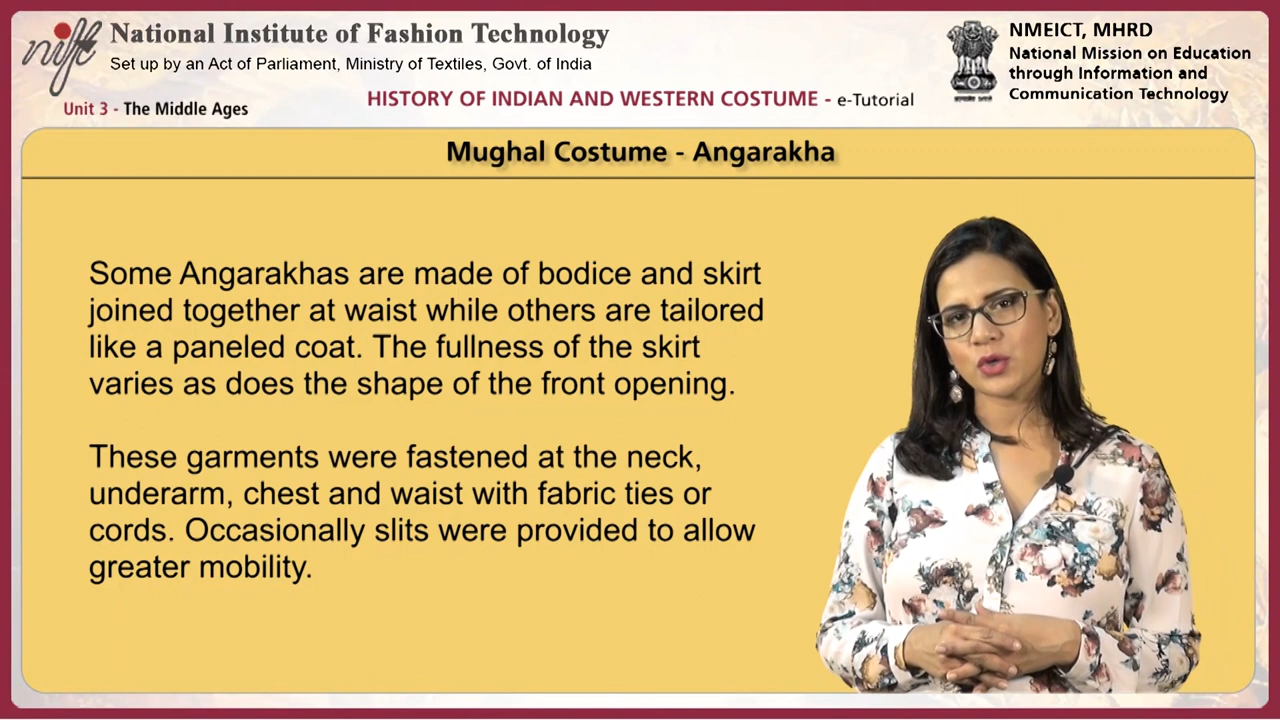 nift
National Institute of Fashion Technology
Set up by an Act of Parliament, Ministry of Textiles, Govt. of India
NMEICT, MHRD
National Mission on Education
through Information and
Communication Technology
Unit 3 - The Middle Ages
HISTORY OF INDIAN AND WESTERN COSTUME - e-Tutorial
Mughal Costume - Angarakha
Some Angarakhas are made of bodice and skirt
joined together at waist while others are tailored
like a paneled coat. The fullness of the skirt
varies as does the shape of the front opening.
These garments were fastened at the neck,
underarm, chest and waist with fabric ties or
cords. Occasionally slits were provided to allow
greater mobility.